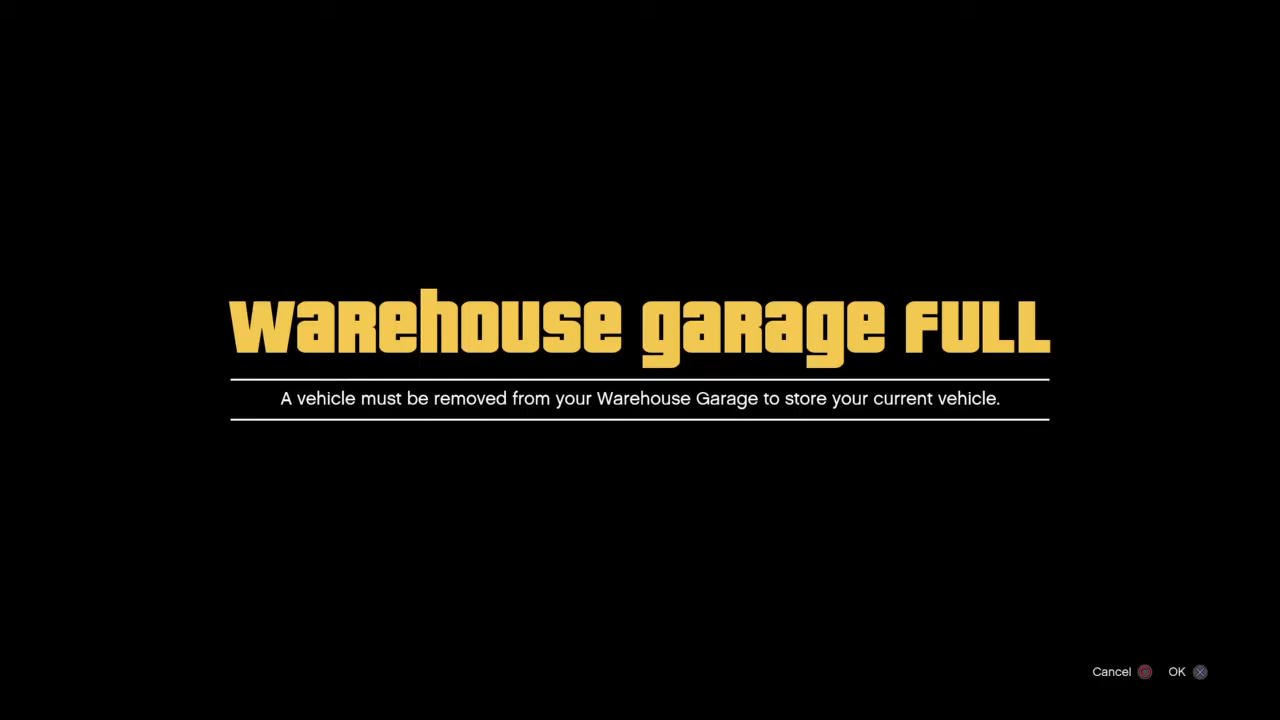 warehouse garage FULL
A vehicle must be removed from your Warehouse Garage to store your current vehicle.
Cancel OK